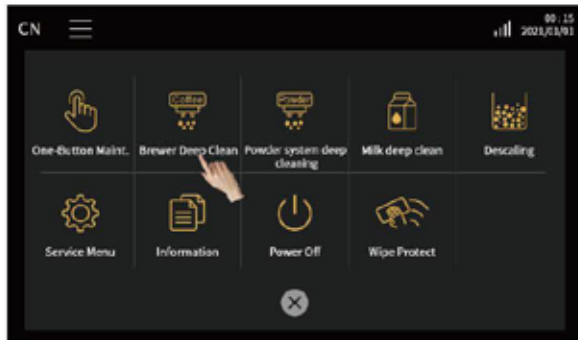 CN
00:15
2021/03/01
Coffee
Powder
One-Button Maint.
Brewer Deep Clean
Powder system deep
cleaning
Milk deep clean
Descaling
Service Menu
Information
Power Off
Wipe Protect